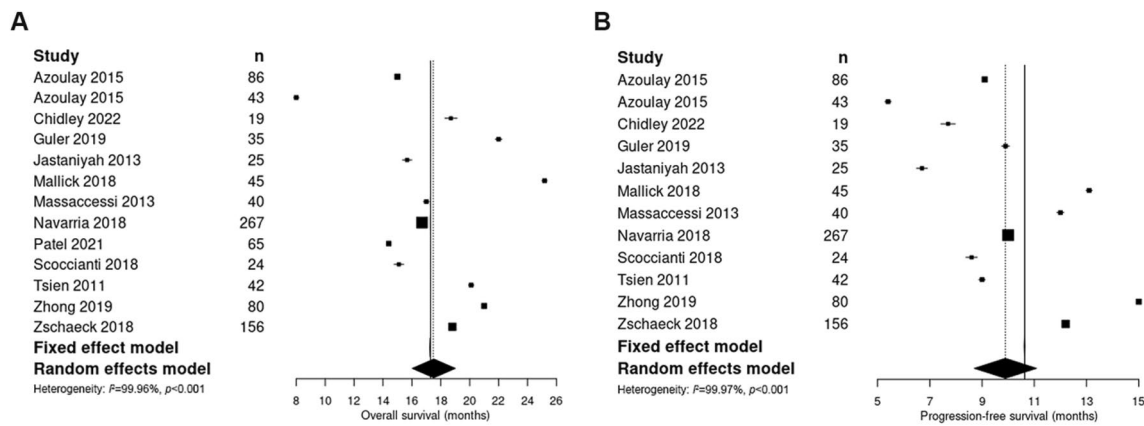 A
Study n
Azoulay 2015 86
Azoulay 2015 43
Chidley 2022 19
Guler 2019 35
Jastaniyah 2013 25
Mallick 2018 45
Massaccessi 2013 40
Navarria 2018 267
Patel 2021 65
Scoccianti 2018 24
Tsien 2011 42
Zhong 2019 80
Zschaeck 2018 156
Fixed effect model
Random effects model
Heterogeneity: I²=99.96%, p<0.001
8 10 12 14 16 18 20 22 24 26
Overall survival (months)
B
Study n
Azoulay 2015 86
Azoulay 2015 43
Chidley 2022 19
Guler 2019 35
Jastaniyah 2013 25
Mallick 2018 45
Massaccessi 2013 40
Navarria 2018 267
Scoccianti 2018 24
Tsien 2011 42
Zhong 2019 80
Zschaeck 2018 156
Fixed effect model
Random effects model
Heterogeneity: I²=99.97%, p<0.001
5 7 9 11 13 15
Progression-free survival (months)